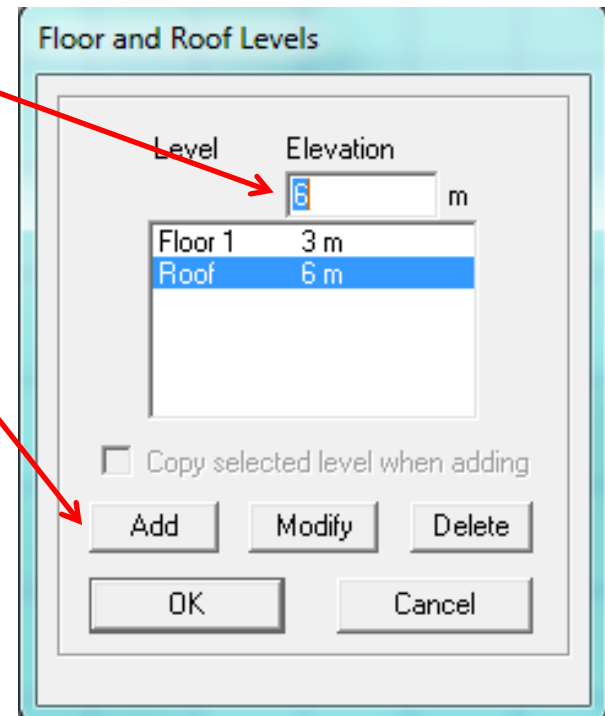 Floor and Roof Levels
Level Elevation
6 m
Floor 1 3 m
Roof 6 m
Copy selected level when adding
Add Modify Delete
OK Cancel